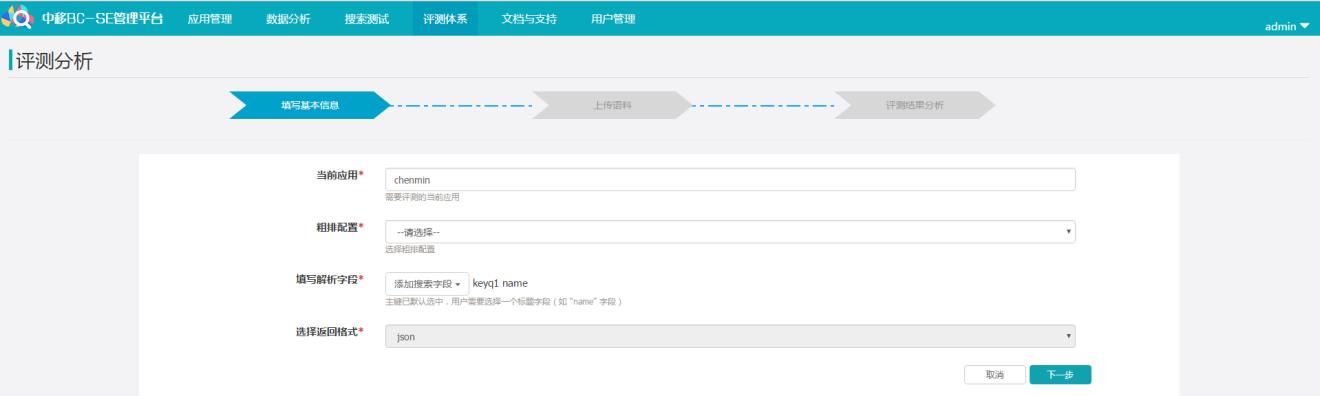 中移BC-SE管理平台 应用管理 数据分析 搜索测试 评测体系 文档与支持 用户管理 admin
评测分析
填写基本信息 上传语料 评测结果分析
当前应用* chenmin
需要评测的当前应用
粗排配置* --请选择--
选择粗排配置
填写解析字段* 添加搜索字段 keyq1 name
主键已默认选中，用户需要选择一个标题字段（如“name”字段）
选择返回格式* json
取消 下一步